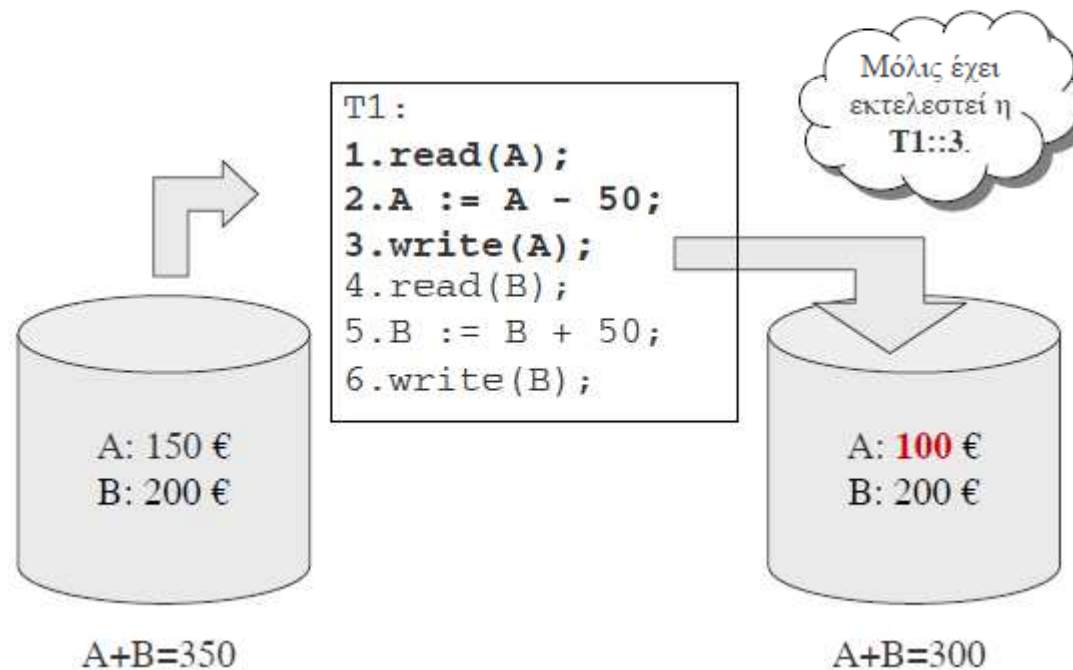 Μόλις έχει
εκτελεστεί η
T1::3.
T1:
1.read(A);
2.A := A - 50;
3.write(A);
4.read(B);
5.B := B + 50;
6.write(B);
A: 150 €
B: 200 €
A+B=350
A: 100 €
B: 200 €
A+B=300